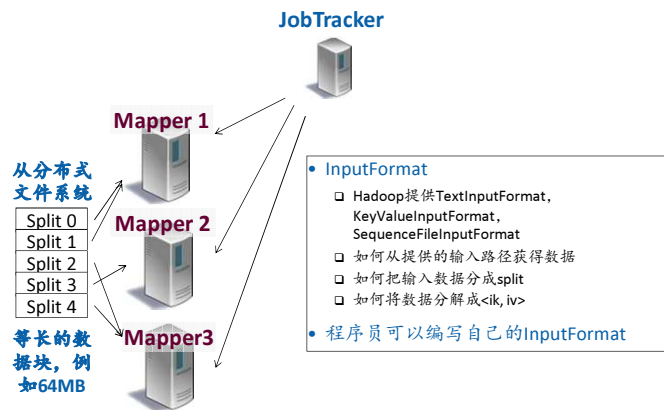 JobTracker
Mapper 1
从分布式
文件系统
Split 0
Split 1
Split 2
Split 3
Split 4
Mapper 2
Mapper3
等长的数
据块，例
如64MB
• InputFormat
❑ Hadoop提供TextInputFormat，
KeyValueInputFormat，
SequenceFileInputFormat
❑ 如何从提供的输入路径获得数据
❑ 如何把输入数据分成split
❑ 如何将数据分解成<ik, iv>
• 程序员可以编写自己的InputFormat